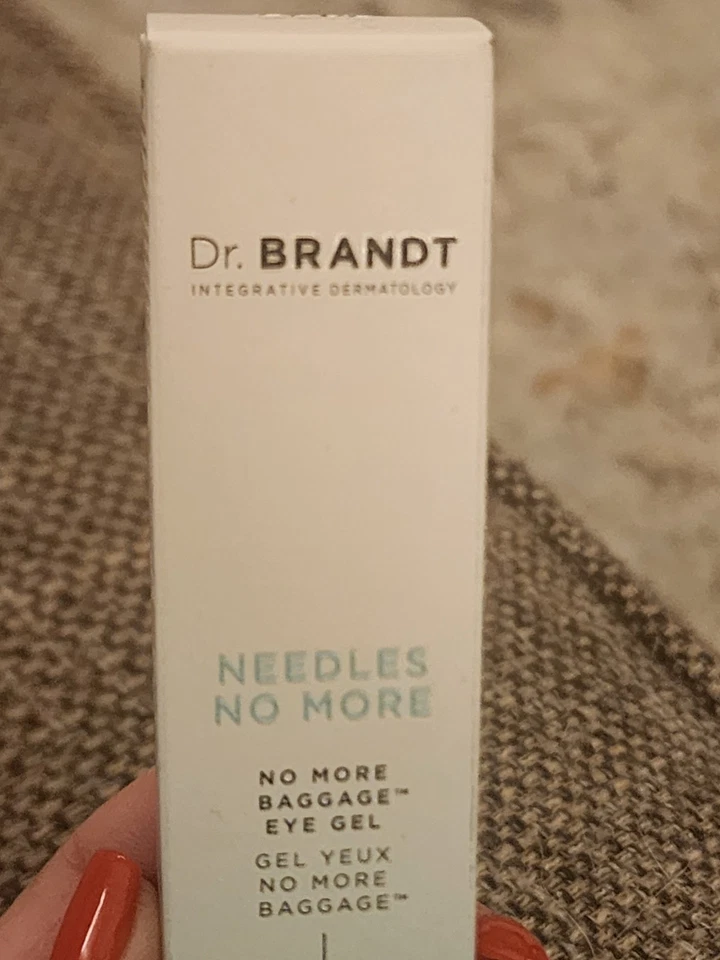 Dr. BRANDT
INTEGRATIVE DERMATOLOGY
NEEDLES
NO MORE
NO MORE
BAGGAGE™
EYE GEL
GEL YEUX
NO MORE
BAGGAGE™